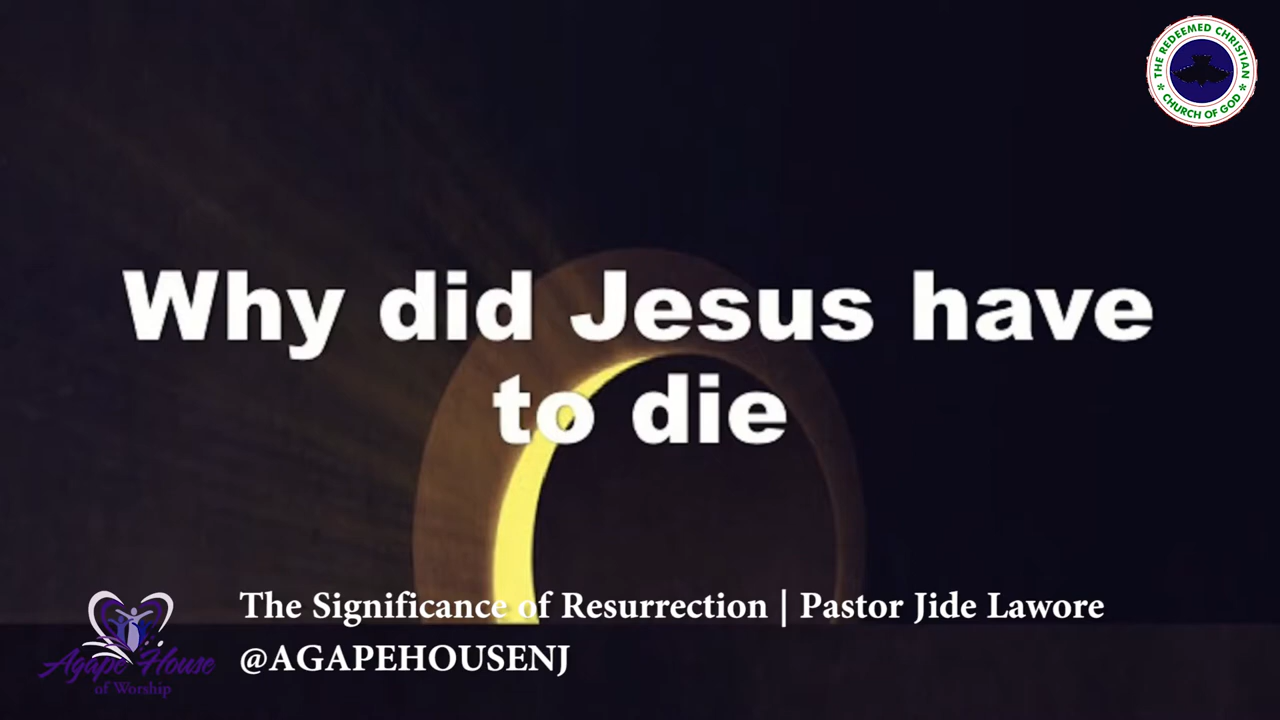 THE REDEEMED CHRISTIAN
CHURCH OF GOD
Why did Jesus have
to die
The Significance of Resurrection | Pastor Jide Lawore
@AGAPEHOUSENJ
Agape House
of Worship